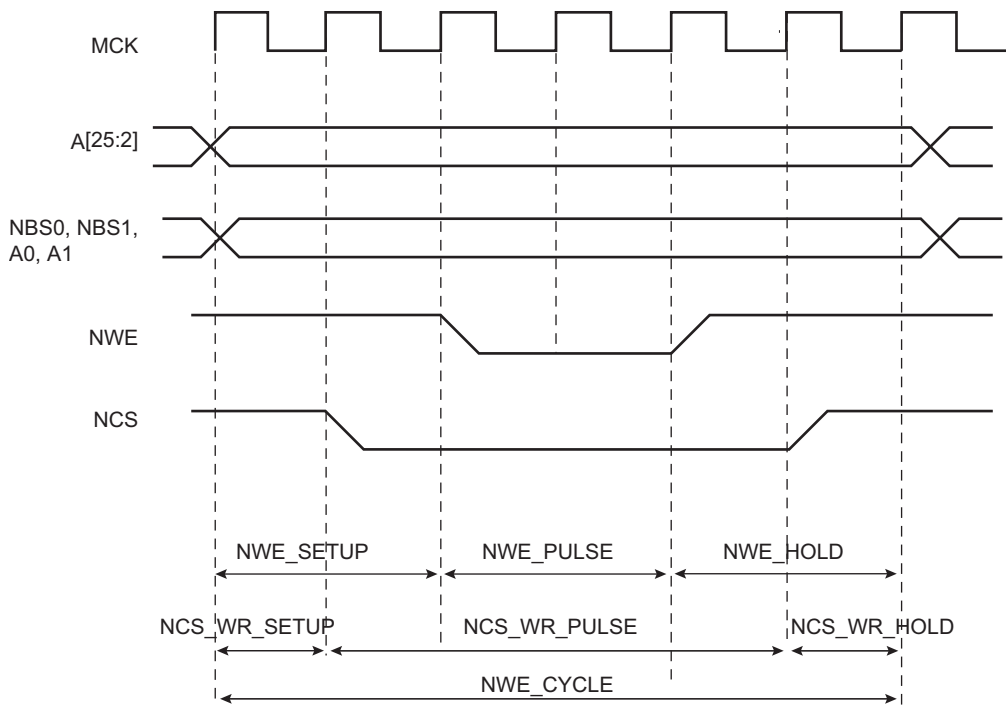 MCK
A[25:2]
NBS0, NBS1,
A0, A1
NWE
NCS
NWE_SETUP
NWE_PULSE
NWE_HOLD
NCS_WR_SETUP
NCS_WR_PULSE
NCS_WR_HOLD
NWE_CYCLE